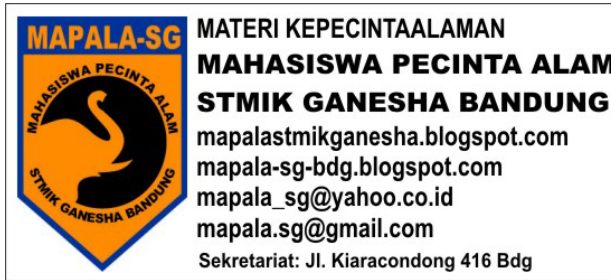 MAPALA-SG
MAHASISWA PECINTA ALAM
STMIK GANESHA BANDUNG
MATERI KEPECINTAALAMAN
MAHASISWA PECINTA ALAM
STMIK GANESHA BANDUNG
mapalastmikganesha.blogspot.com
mapala-sg-bdg.blogspot.com
mapala_sg@yahoo.co.id
mapala.sg@gmail.com
Sekretariat: Jl. Kiaracondong 416 Bdg